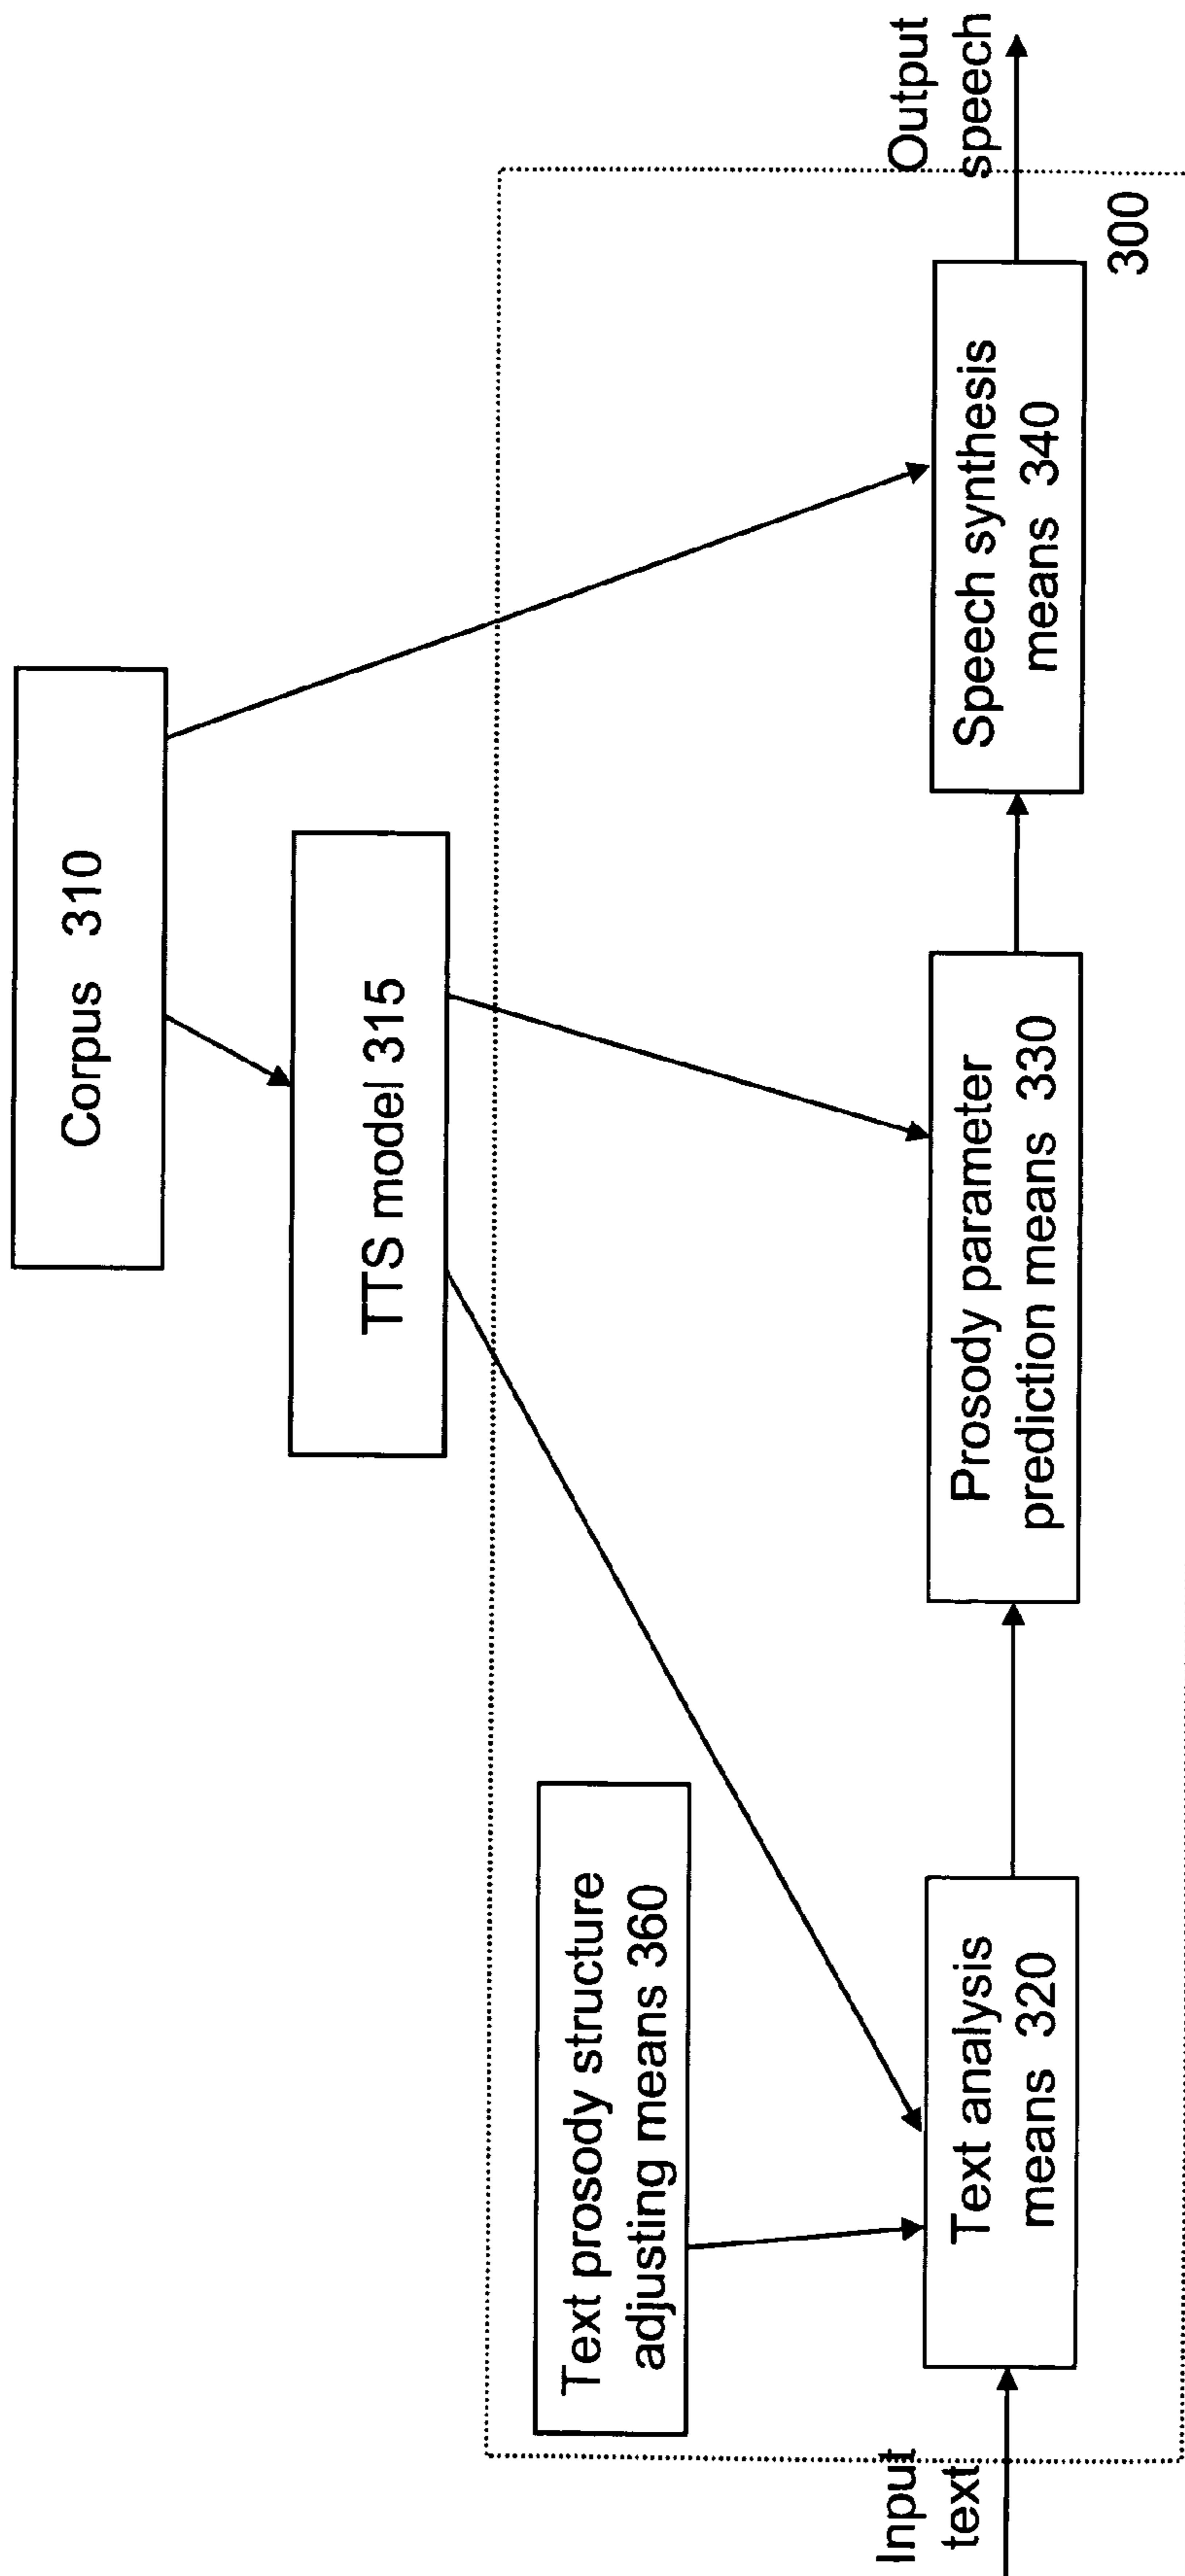 Corpus 310
TTS model 315
Text prosody structure
adjusting means 360
Input
text
Text analysis
means 320
Prosody parameter
prediction means 330
Speech synthesis
means 340
Output
speech
300